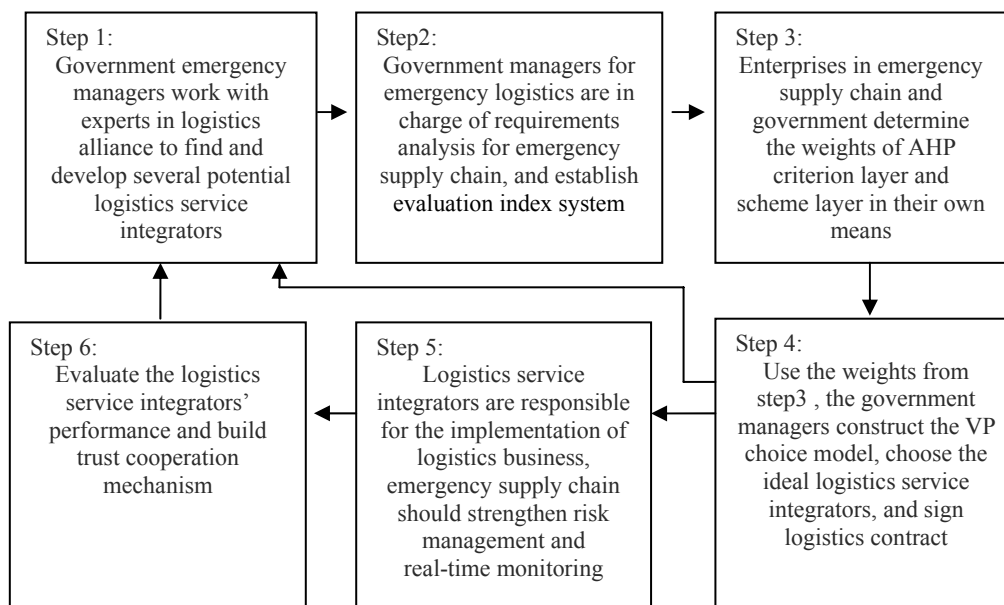 Step 1:
Government emergency
managers work with
experts in logistics
alliance to find and
develop several potential
logistics service
integrators
Step2:
Government managers for
emergency logistics are in
charge of requirements
analysis for emergency
supply chain, and establish
evaluation index system
Step 3:
Enterprises in emergency
supply chain and
government determine
the weights of AHP
criterion layer and
scheme layer in their own
means
Step 4:
Use the weights from
step3 , the government
managers construct the VP
choice model, choose the
ideal logistics service
integrators, and sign
logistics contract
Step 5:
Logistics service
integrators are responsible
for the implementation of
logistics business,
emergency supply chain
should strengthen risk
management and
real-time monitoring
Step 6:
Evaluate the logistics
service integrators’
performance and build
trust cooperation
mechanism